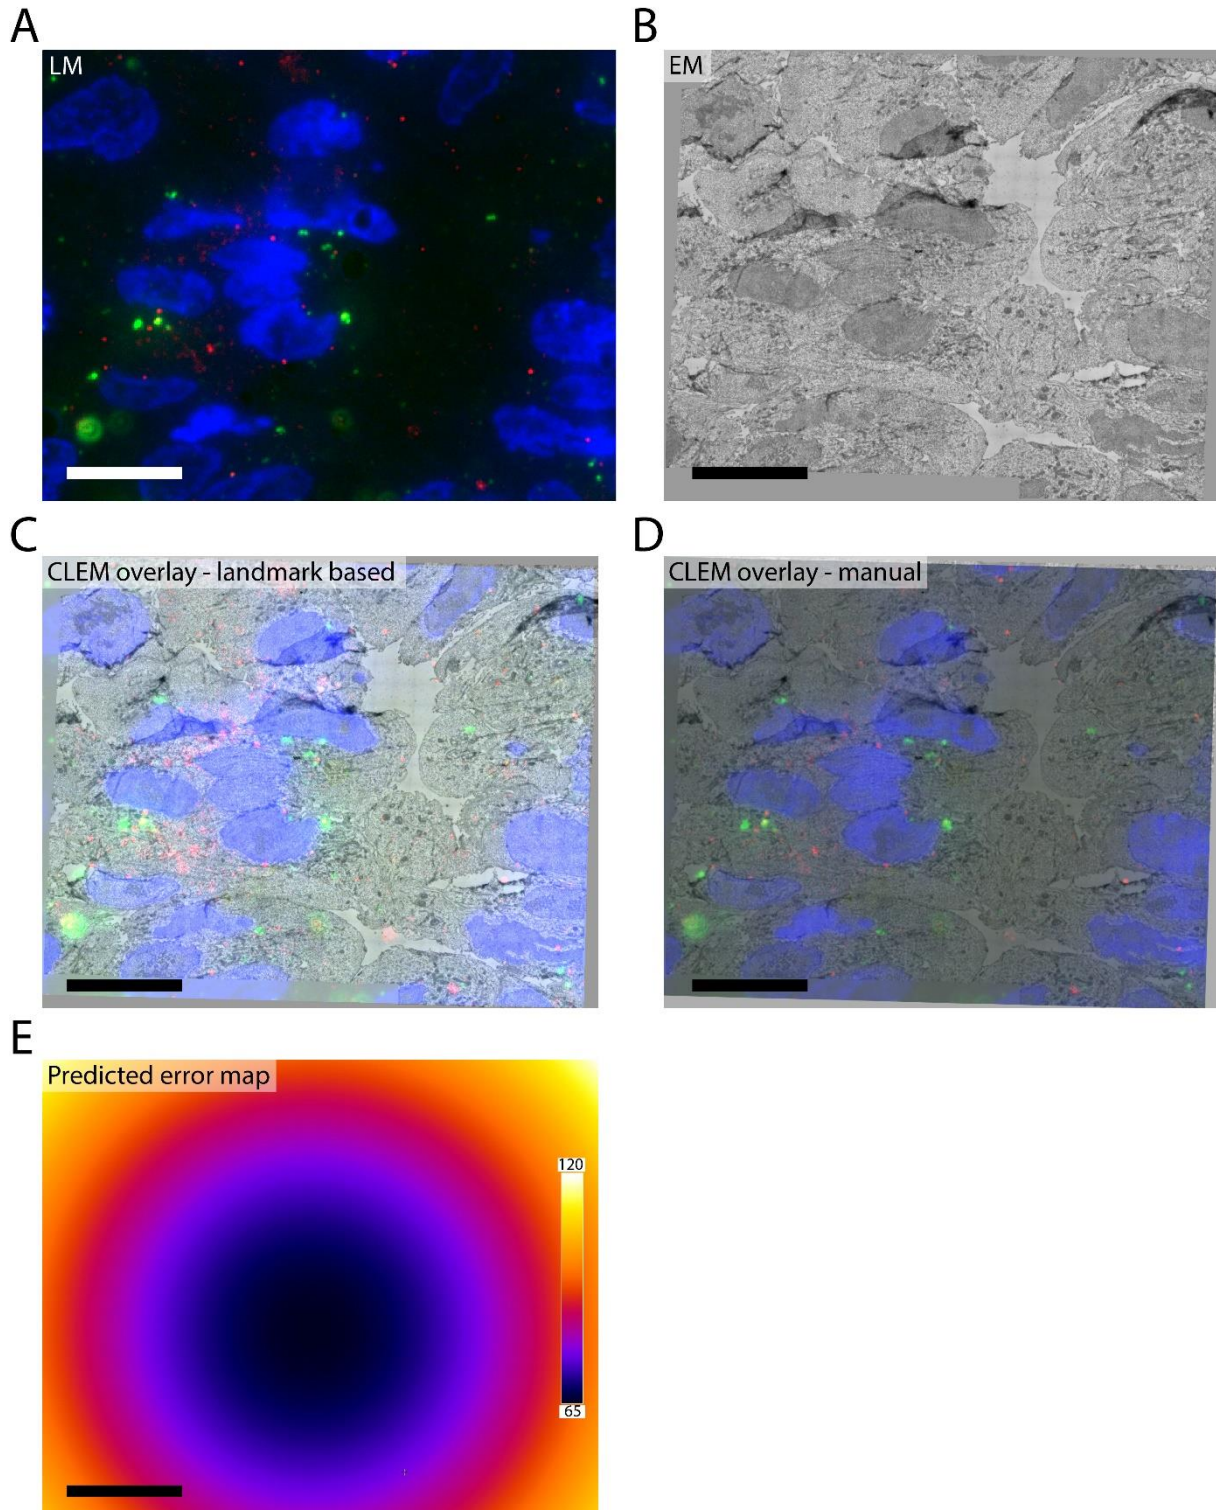 A
LM
B
EM
C
CLEM overlay - landmark based
D
CLEM overlay - manual
E
Predicted error map
120
65